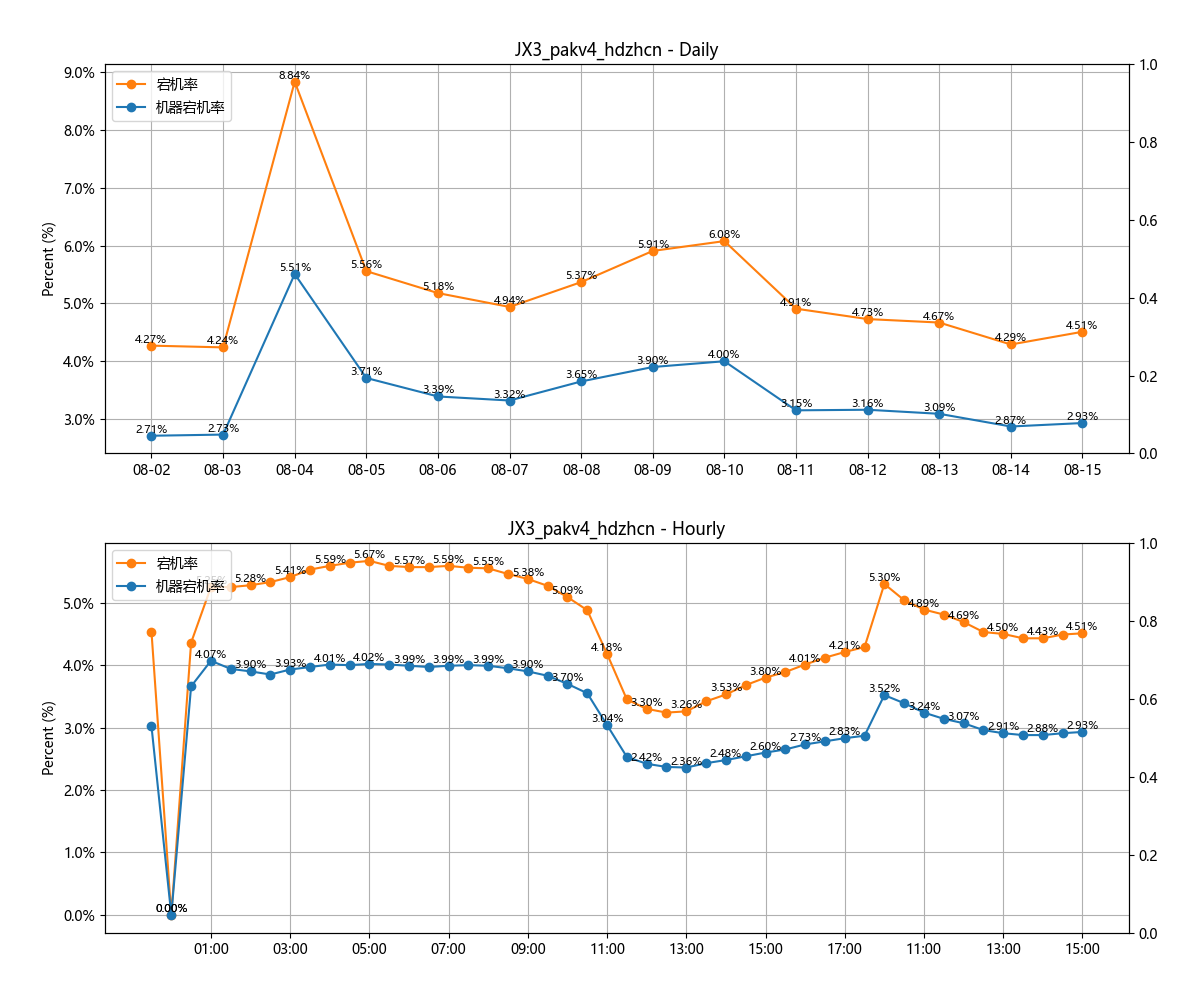 JX3_pakv4_hdzhcn - Daily
宕机率
机器宕机率
Percent (%)
9.0%
8.0%
7.0%
6.0%
5.0%
4.0%
3.0%
1.0
0.8
0.6
0.4
0.2
0.0
4.27% 4.24% 8.84% 5.56% 5.18% 4.94% 5.37% 5.91% 6.08% 4.91% 4.73% 4.67% 4.29% 4.51%
2.71% 2.73% 5.51% 3.71% 3.39% 3.32% 3.65% 3.90% 4.00% 3.15% 3.16% 3.09% 2.87% 2.93%
08-02 08-03 08-04 08-05 08-06 08-07 08-08 08-09 08-10 08-11 08-12 08-13 08-14 08-15
JX3_pakv4_hdzhcn - Hourly
宕机率
机器宕机率
Percent (%)
5.0%
4.0%
3.0%
2.0%
1.0%
0.0%
1.0
0.8
0.6
0.4
0.2
0.0
0.00% 5.28% 5.41% 5.59% 5.67% 5.57% 5.59% 5.55% 5.38% 5.09% 4.18% 3.30% 3.26% 3.53% 3.80% 4.01% 4.21% 5.30% 4.89% 4.69% 4.50% 4.43% 4.51%
0.00% 4.07% 3.90% 3.93% 4.01% 4.02% 3.99% 3.99% 3.99% 3.90% 3.70% 3.04% 2.42% 2.36% 2.48% 2.60% 2.73% 2.83% 3.52% 3.24% 3.07% 2.91% 2.88% 2.93%
01:00 03:00 05:00 07:00 09:00 11:00 13:00 15:00 17:00 11:00 13:00 15:00